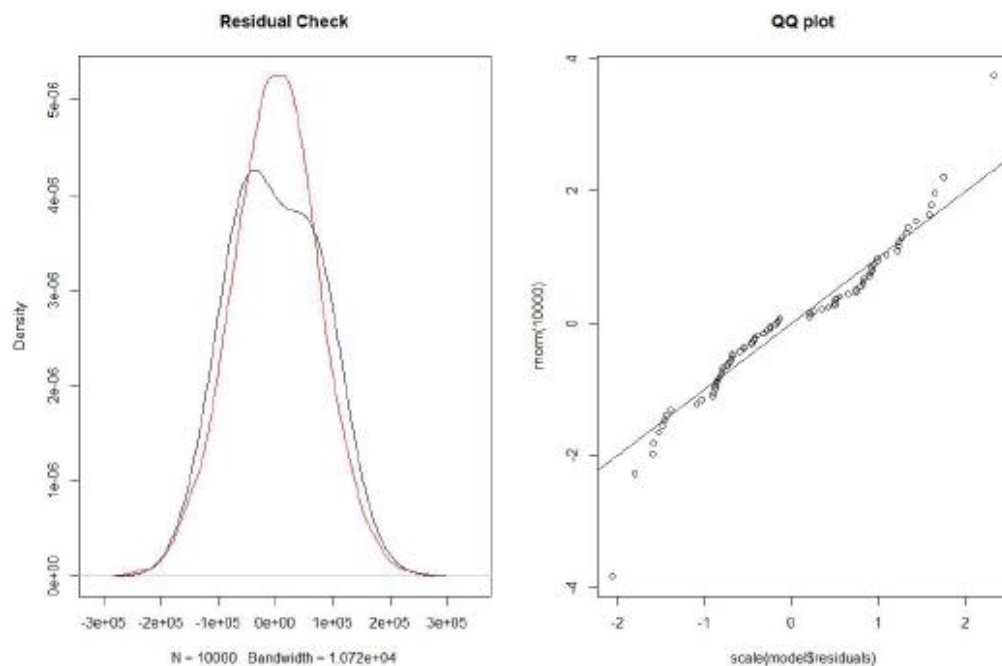 Residual Check
Density
0e+00
1e-06
2e-06
3e-06
4e-06
5e-06
-3e+05
-2e+05
-1e+05
0e+00
1e+05
2e+05
3e+05
N = 10000 Bandwidth = 1.072e+04
QQ plot
rnorm(10000)
-4
-2
0
2
4
-2
-1
0
1
2
scale(model$residuals)